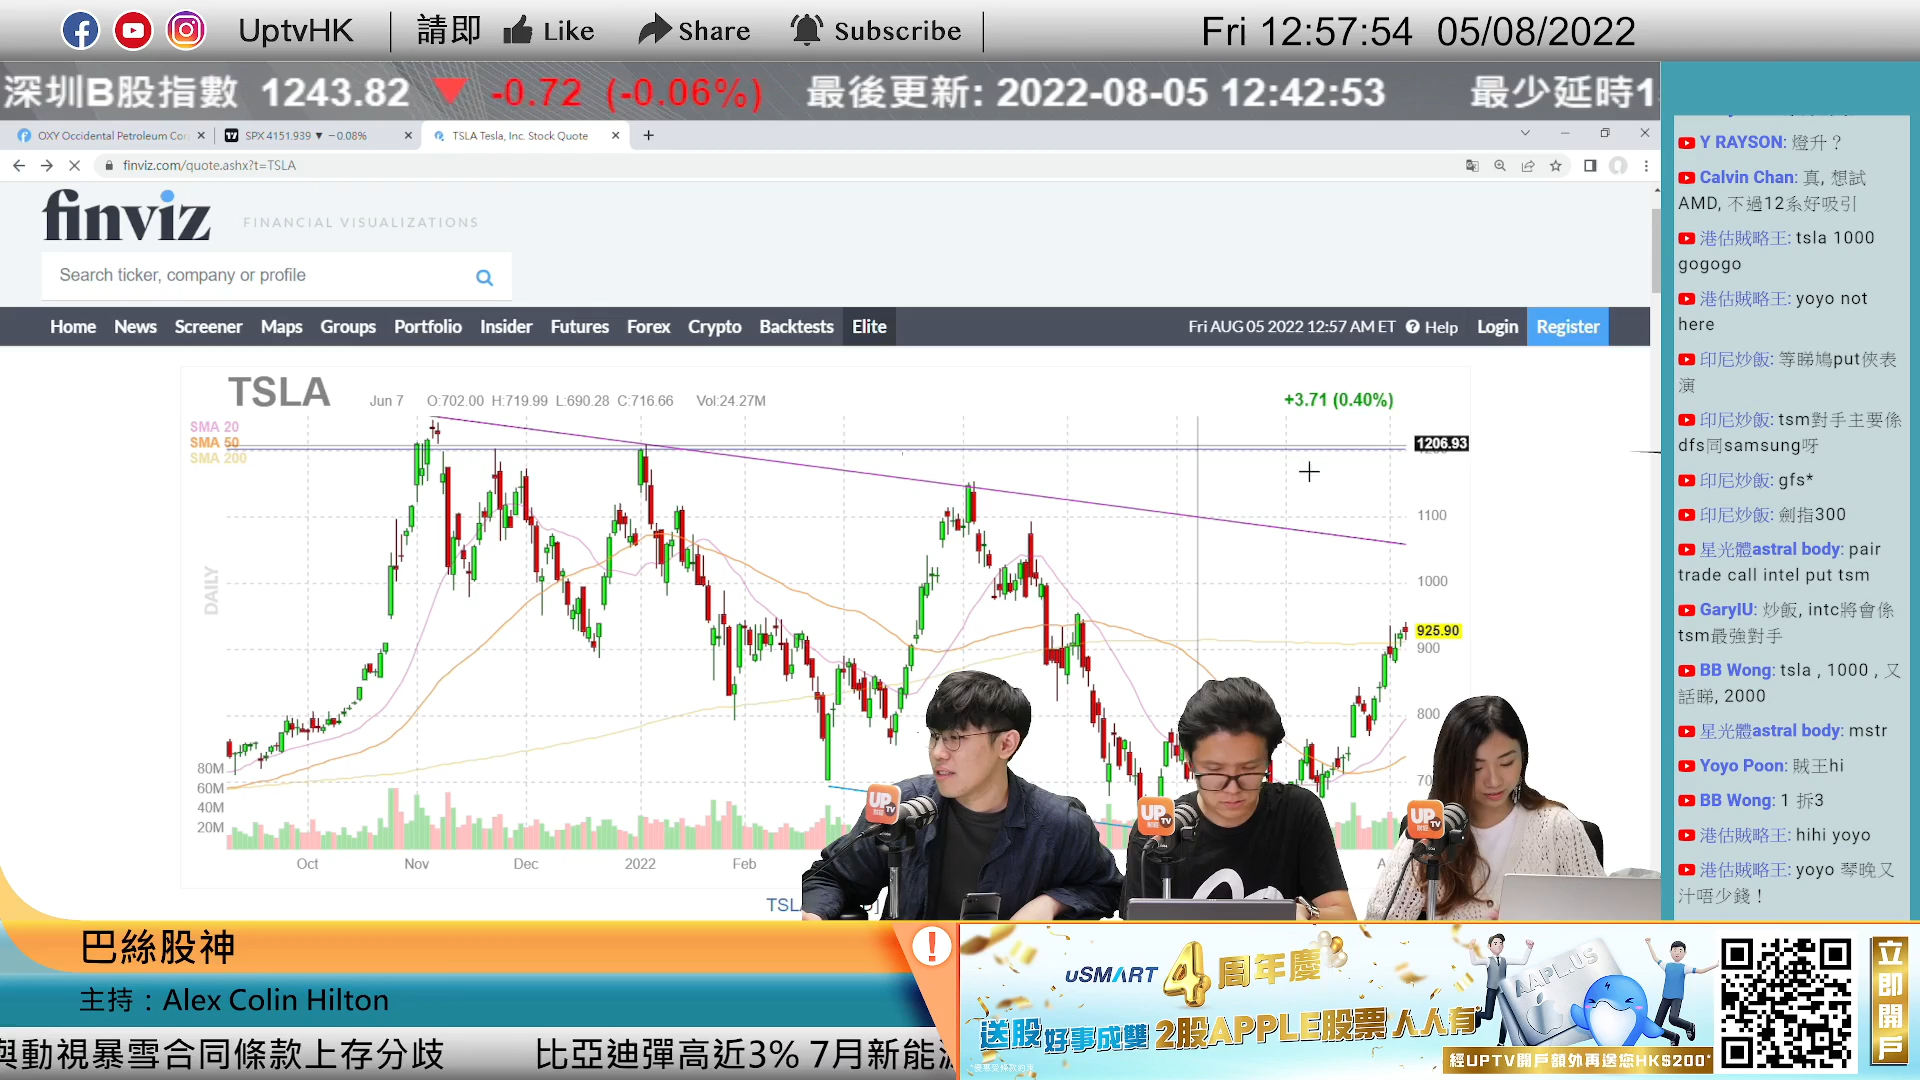 UptvHK 請即 Like Share Subscribe Fri 12:57:54 05/08/2022
深圳B股指數 1243.82 ▼ -0.72 (-0.06%) 最後更新: 2022-08-05 12:42:53 最少延時1
OXY Occidental Petroleum Cor SPX 4151.939 ▼ −0.08% TSLA Tesla, Inc. Stock Quote
finviz.com/quote.ashx?t=TSLA
finviz FINANCIAL VISUALIZATIONS
Search ticker, company or profile
Home News Screener Maps Groups Portfolio Insider Futures Forex Crypto Backtests Elite Fri AUG 05 2022 12:57 AM ET Help Login Register
TSLA Jun 7 O:702.00 H:719.99 L:690.28 C:716.66 Vol:24.27M +3.71 (0.40%)
SMA 20
SMA 50
SMA 200
1206.93
1100
1000
925.90
900
800
70
DAILY
80M
60M
40M
20M
Oct Nov Dec 2022 Feb A
TSL
Y RAYSON: 燈升？
Calvin Chan: 真, 想試
AMD, 不過12系好吸引
港估賊略王: tsla 1000
gogogo
港估賊略王: yoyo not
here
印尼炒飯: 等睇鳩put俠表
演
印尼炒飯: tsm對手主要係
dfs同samsung呀
印尼炒飯: gfs*
印尼炒飯: 劍指300
星光體astral body: pair
trade call intel put tsm
GaryIU: 炒飯, intc將會係
tsm最強對手
BB Wong: tsla , 1000 , 又
話睇, 2000
星光體astral body: mstr
Yoyo Poon: 賊王hi
BB Wong: 1 拆3
港估賊略王: hihi yoyo
港估賊略王: yoyo 琴晚又
汁唔少錢！
UP TV
UP TV
UP TV
巴絲股神
主持：Alex Colin Hilton
與動視暴雪合同條款上存分歧 比亞迪彈高近3% 7月新能源
uSMART 4周年慶
送股好事成雙 2股APPLE股票人人有*
AAPL.US
經UPTV開戶額外再送您HK$200*
立即開戶